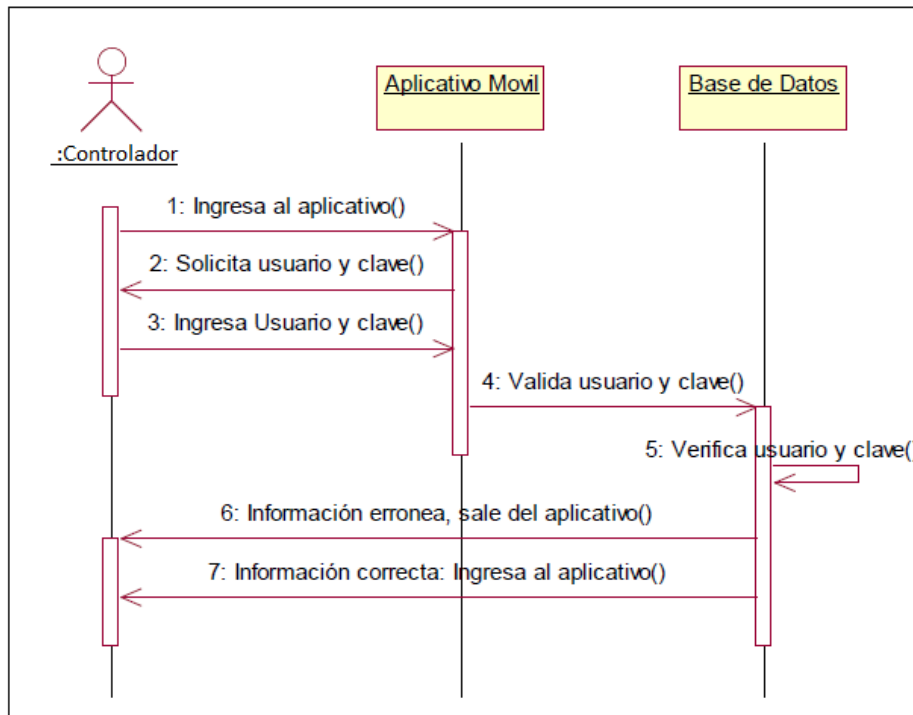 Aplicativo Movil
Base de Datos
:Controlador
1: Ingresa al aplicativo()
2: Solicita usuario y clave()
3: Ingresa Usuario y clave()
4: Valida usuario y clave()
5: Verifica usuario y clave()
6: Información erronea, sale del aplicativo()
7: Información correcta: Ingresa al aplicativo()